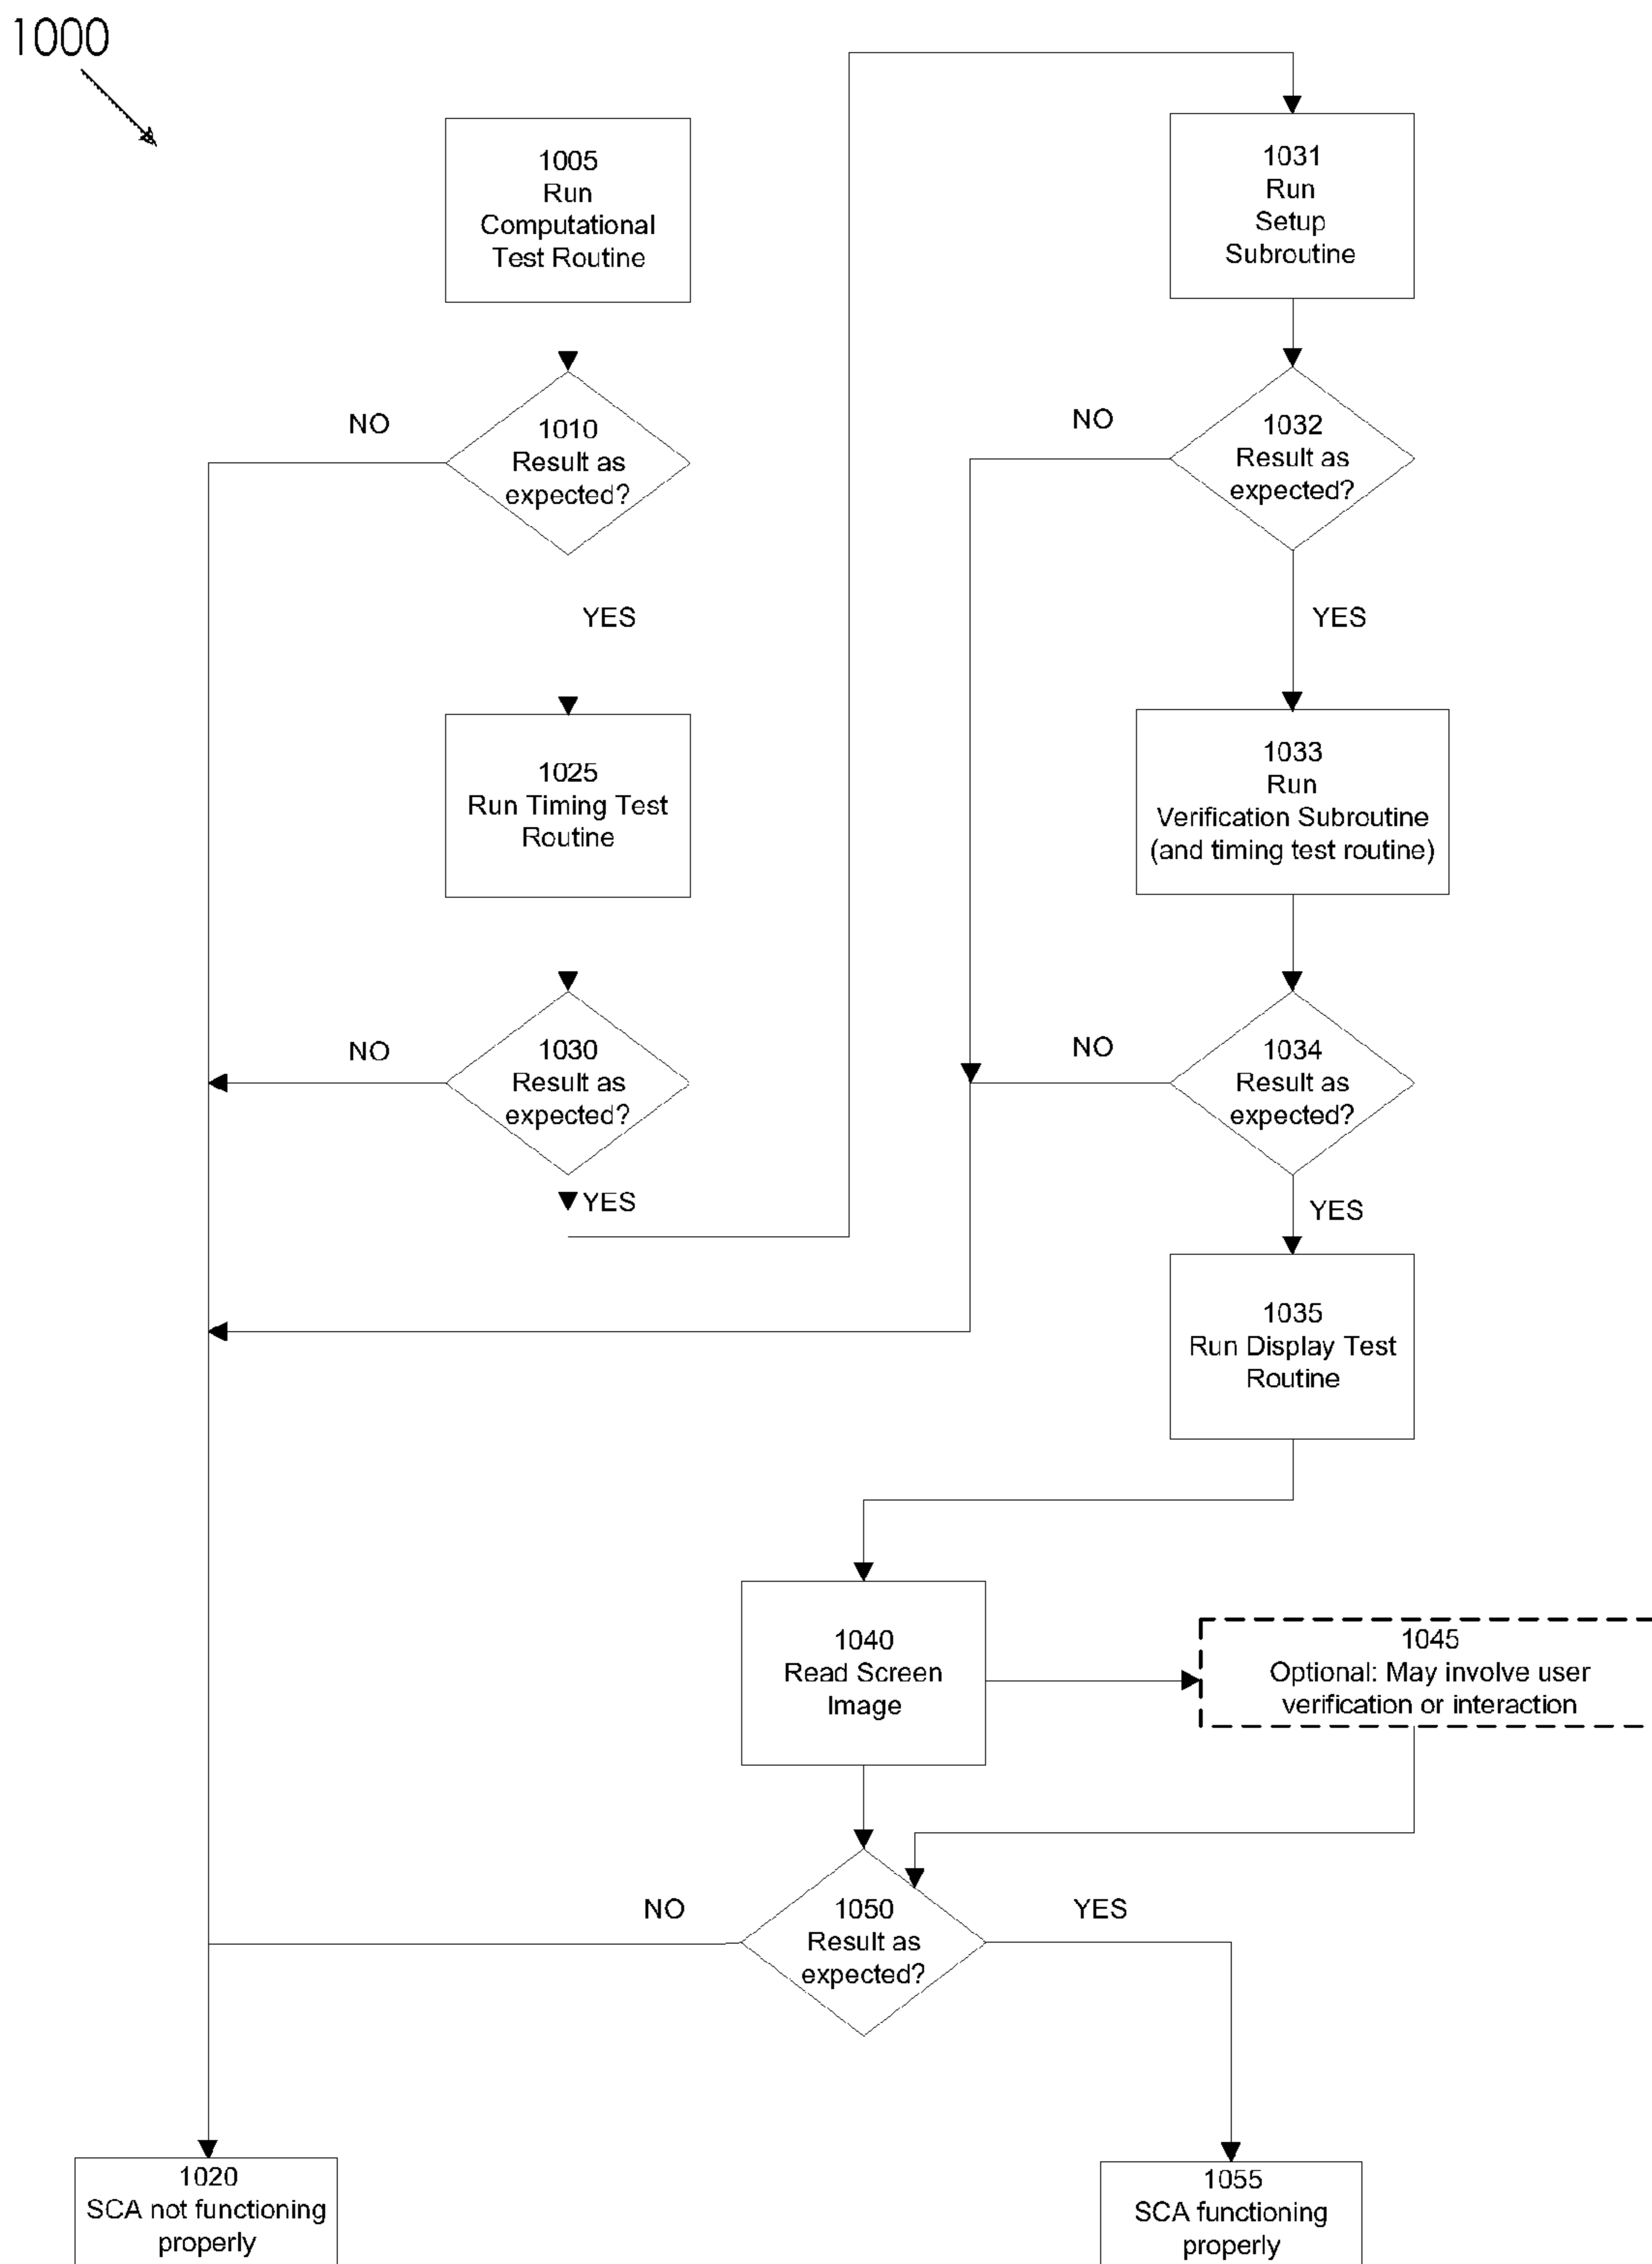 1000
1005
Run
Computational
Test Routine
NO
1010
Result as
expected?
YES
1025
Run Timing Test
Routine
NO
1030
Result as
expected?
YES
1031
Run
Setup
Subroutine
NO
1032
Result as
expected?
YES
1033
Run
Verification Subroutine
(and timing test routine)
NO
1034
Result as
expected?
YES
1035
Run Display Test
Routine
1040
Read Screen
Image
1045
Optional: May involve user
verification or interaction
NO
1050
Result as
expected?
YES
1020
SCA not functioning
properly
1055
SCA functioning
properly